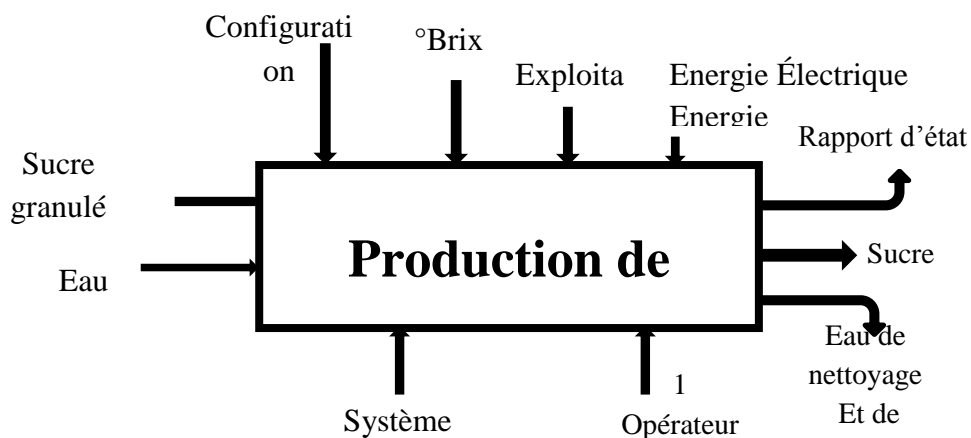 Configurati
on
°Brix
Exploita
Energie Électrique
Energie
Rapport d'état
Sucre
granulé
Eau
Production de
Sucre
Eau de
nettoyage
Et de
Système
1
Opérateur